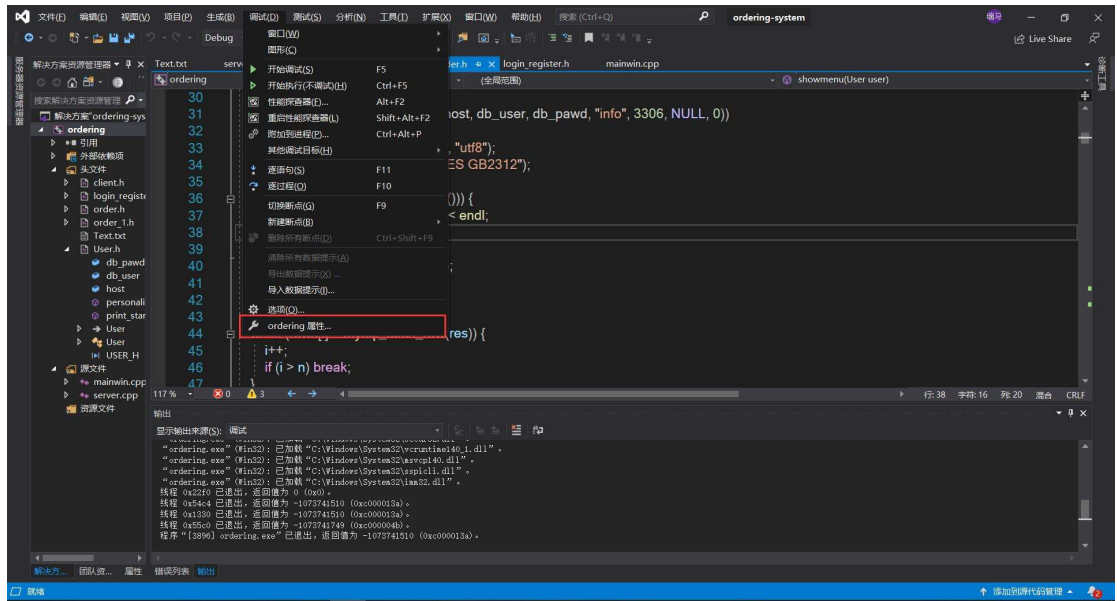 文件(F) 编辑(E) 视图(V) 项目(P) 生成(B) 调试(D) 测试(S) 分析(N) 工具(T) 扩展(X) 窗口(W) 帮助(H) 搜索 (Ctrl+Q) ordering-system
Debug Live Share
窗口(W)
图形(C)
开始调试(S) F5
开始执行(不调试)(H) Ctrl+F5
性能探查器(F)... Alt+F2
重启性能探查器(L) Shift+Alt+F2
附加到进程(P)... Ctrl+Alt+P
其他调试目标(H)
逐语句(S) F11
逐过程(O) F10
切换断点(G) F9
新建断点(B)
删除所有断点(D) Ctrl+Shift+F9
清除所有数据提示(A)
导出数据提示(X) ...
导入数据提示(I)...
选项(O)...
ordering 属性...
服务器资源管理器
解决方案资源管理器
搜索解决方案资源管理
解决方案"ordering-sys
ordering
引用
外部依赖项
头文件
client.h
login_registe
order.h
order_1.h
Text.txt
User.h
db_pawd
db_user
host
personali
print_star
User
User
USER_H
源文件
mainwin.cpp
server.cpp
资源文件
Text.txt serv er.h login_register.h mainwin.cpp
ordering (全局范围) showmenu(User user)
30
31 host, db_user, db_pawd, "info", 3306, NULL, 0))
32
33 , "utf8");
34 ES GB2312");
35
36 ())) {
37 < endl;
38
39
40 ;
41
42
43
44 res)) {
45 i++;
46 if (i > n) break;
47 }
117 % 0 3 行: 38 字符: 16 列: 20 混合 CRLF
输出
显示输出来源(S): 调试
"ordering.exe"(Win32): 已加载"C:\Windows\System32\vcruntime140_1.dll"。
"ordering.exe"(Win32): 已加载"C:\Windows\System32\msvcp140.dll"。
"ordering.exe"(Win32): 已加载"C:\Windows\System32\sspicli.dll"。
"ordering.exe"(Win32): 已加载"C:\Windows\System32\imm32.dll"。
线程 0x22f0 已退出，返回值为 0 (0x0)。
线程 0x54c4 已退出，返回值为 -1073741510 (0xc000013a)。
线程 0x1330 已退出，返回值为 -1073741510 (0xc000013a)。
线程 0x55c0 已退出，返回值为 -1073741749 (0xc000004b)。
程序"[3896] ordering.exe"已退出，返回值为 -1073741510 (0xc000013a)。
解决方... 团队资... 属性 错误列表 输出
就绪 添加到源代码管理 2